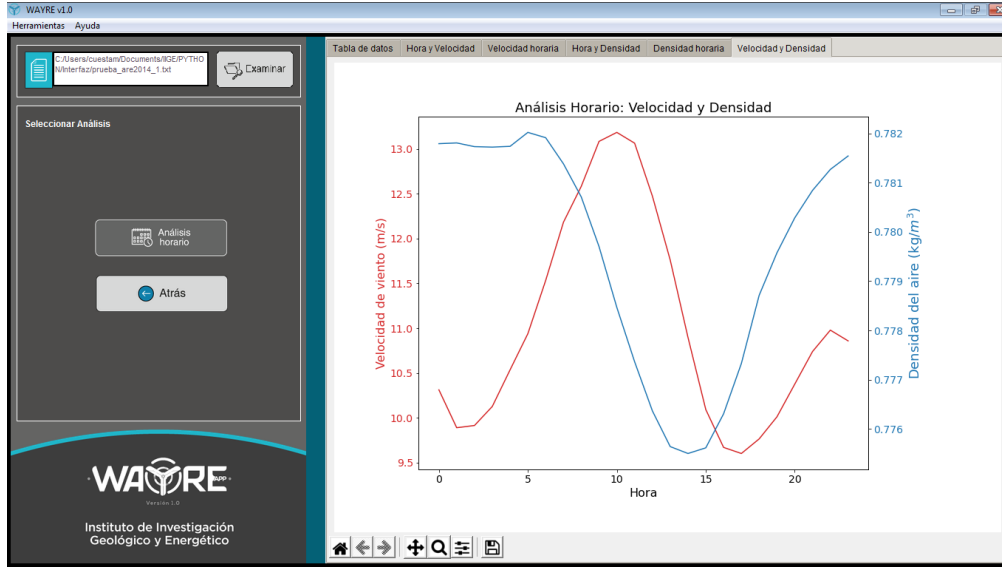 WAYRE v1.0
Herramientas Ayuda
C:/Users/cuestam/Documents/IIGE/PYTHO
N/Interfaz/prueba_are2014_1.txt
Examinar
Seleccionar Análisis
Análisis
horario
Atrás
WAYRE
APP
Versión 1.0
Instituto de Investigación
Geológico y Energético
Tabla de datos Hora y Velocidad Velocidad horaria Hora y Densidad Densidad horaria Velocidad y Densidad
Análisis Horario: Velocidad y Densidad
Velocidad de viento (m/s)
13.0
12.5
12.0
11.5
11.0
10.5
10.0
9.5
0 5 10 15 20
Hora
0.782
0.781
0.780
0.779
0.778
0.777
0.776
Densidad del aire (kg/m³)